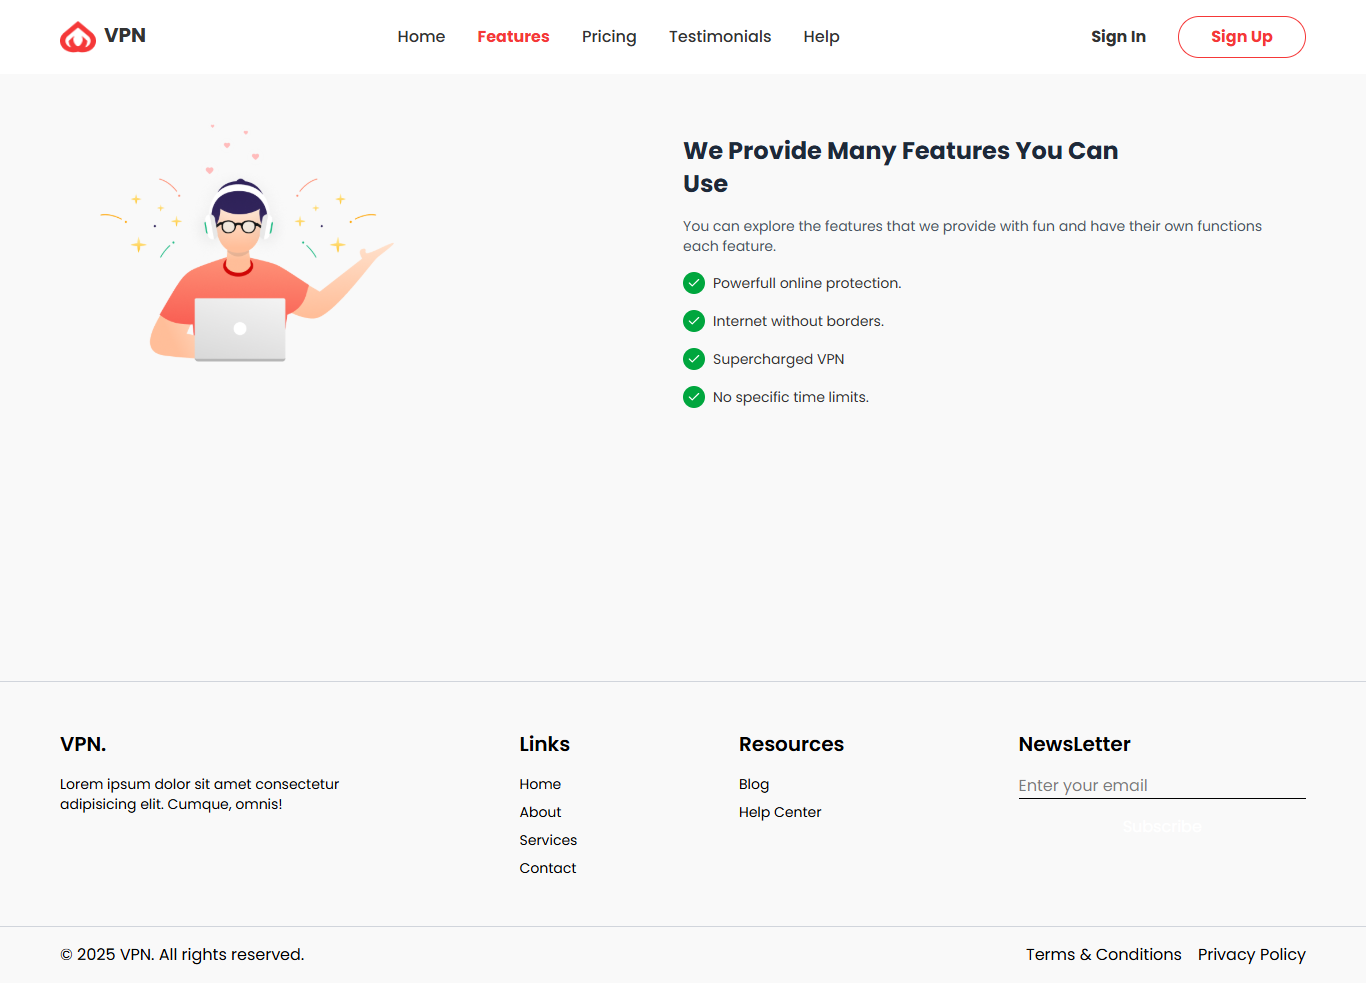 VPN
Home
Features
Pricing
Testimonials
Help
Sign In
Sign Up
We Provide Many Features You Can
Use
You can explore the features that we provide with fun and have their own functions
each feature.
Powerfull online protection.
Internet without borders.
Supercharged VPN
No specific time limits.
VPN.
Lorem ipsum dolor sit amet consectetur
adipisicing elit. Cumque, omnis!
Links
Home
About
Services
Contact
Resources
Blog
Help Center
NewsLetter
Enter your email
Subscribe
© 2025 VPN. All rights reserved.
Terms & Conditions
Privacy Policy